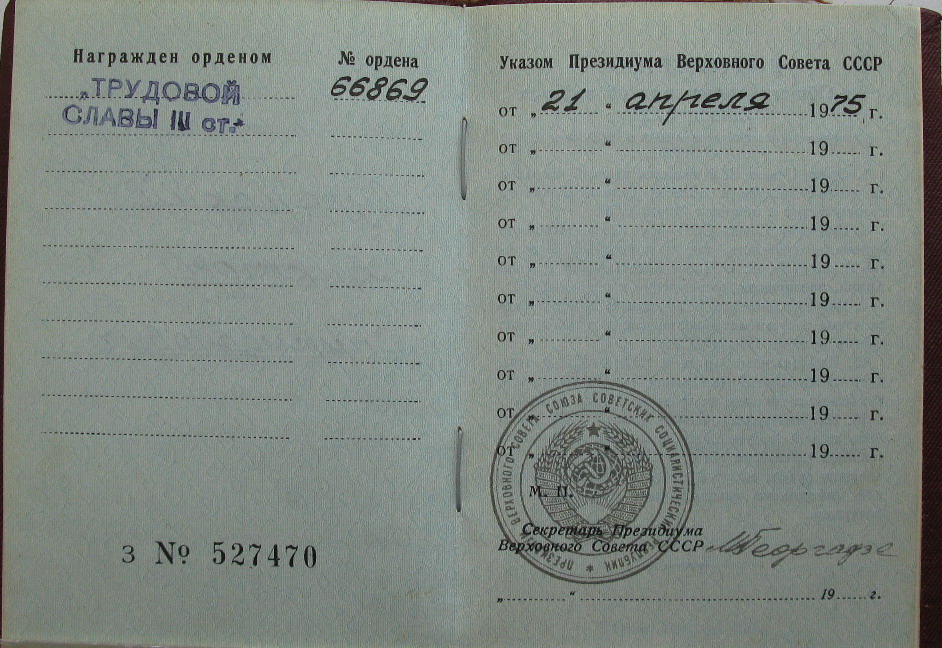 Награжден орденом
№ ордена
„ТРУДОВОЙ
СЛАВЫ III ст.“
66869
З № 527470
Указом Президиума Верховного Совета СССР
от „21“ апреля 1975 г.
от „ “ 19 г.
от „ “ 19 г.
от „ “ 19 г.
от „ “ 19 г.
от „ “ 19 г.
от „ “ 19 г.
от „ “ 19 г.
от „ “ 19 г.
от „ “ 19 г.
М. П.
ПРЕЗИДИУМ ВЕРХОВНОГО СОВЕТА СОЮЗА СОВЕТСКИХ СОЦИАЛИСТИЧЕСКИХ РЕСПУБЛИК
Секретарь Президиума
Верховного Совета СССР МГеоргадзе
„ “ 19 г.